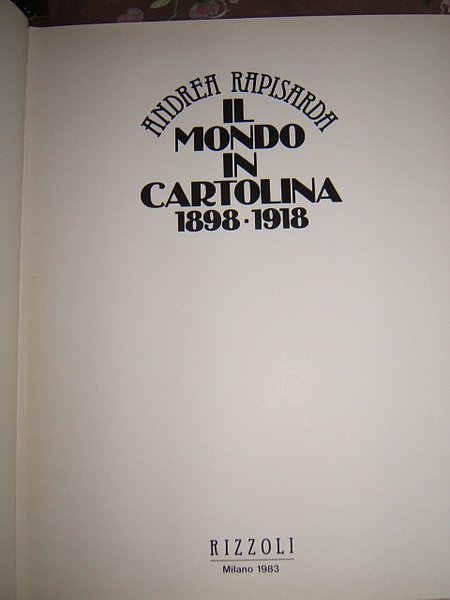 ANDREA RAPISARDA
IL
MONDO
IN
CARTOLINA
1898-1918
RIZZOLI
Milano 1983